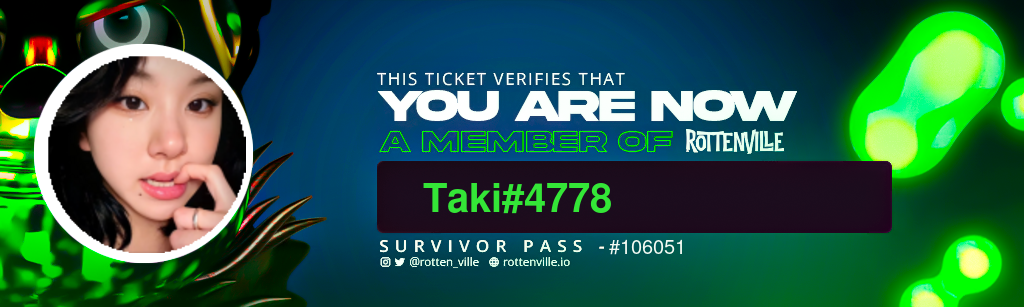 THIS TICKET VERIFIES THAT
YOU ARE NOW
A MEMBER OF ROTTENVILLE
Taki#4778
SURVIVOR PASS - #106051
@rotten_ville rottenville.io